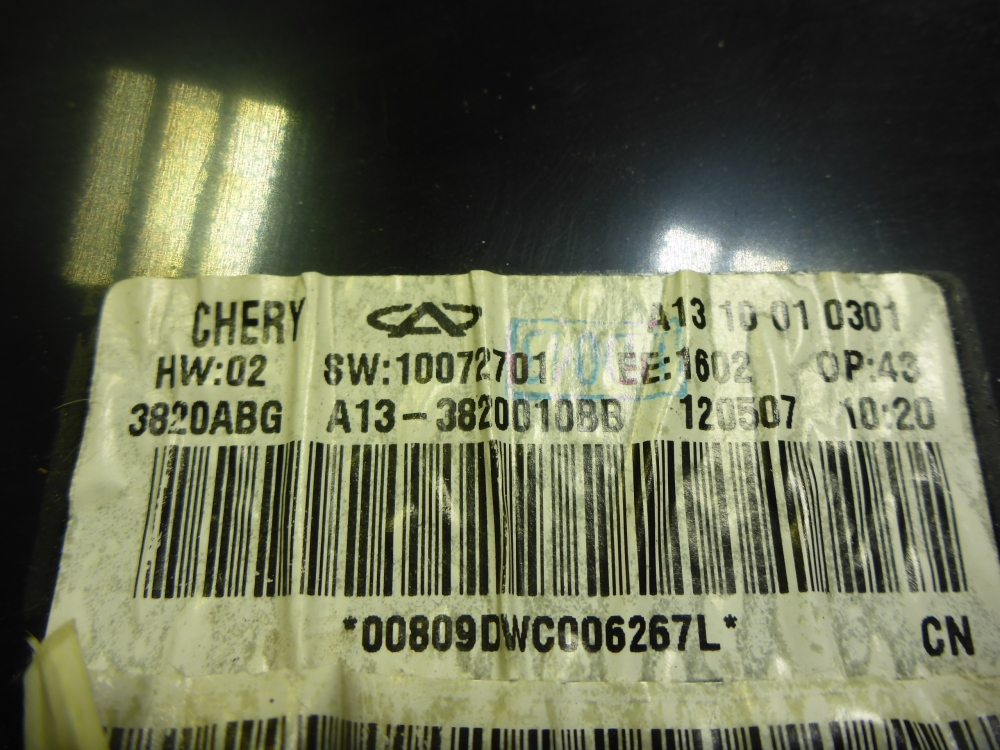 CHERY A13 10 01 0301
HW:02 SW:10072701 EE:1602 OP:43
3820ABG A13-3820010BB 120507 10:20
*00809DWC006267L* CN